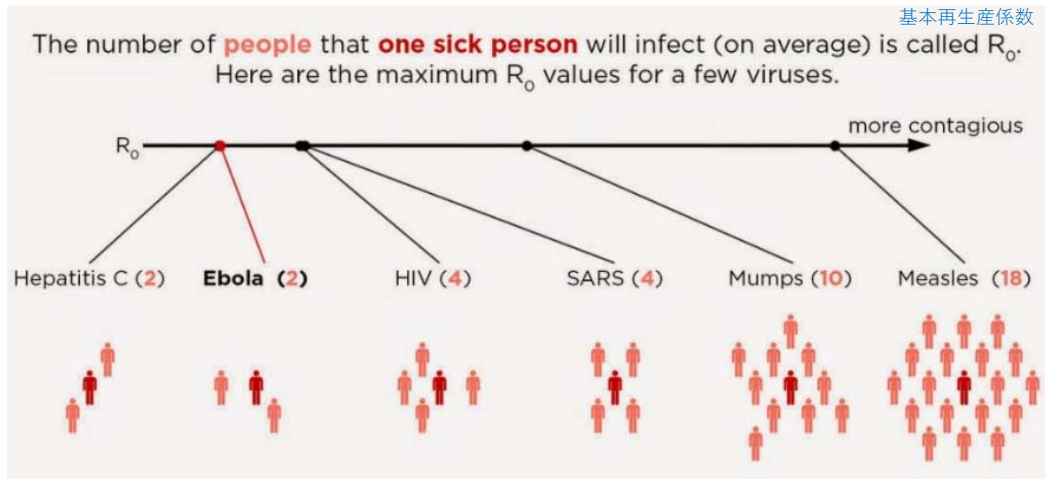 基本再生産係数
The number of people that one sick person will infect (on average) is called R₀.
Here are the maximum R₀ values for a few viruses.
more contagious
R₀
Hepatitis C (2) Ebola (2) HIV (4) SARS (4) Mumps (10) Measles (18)